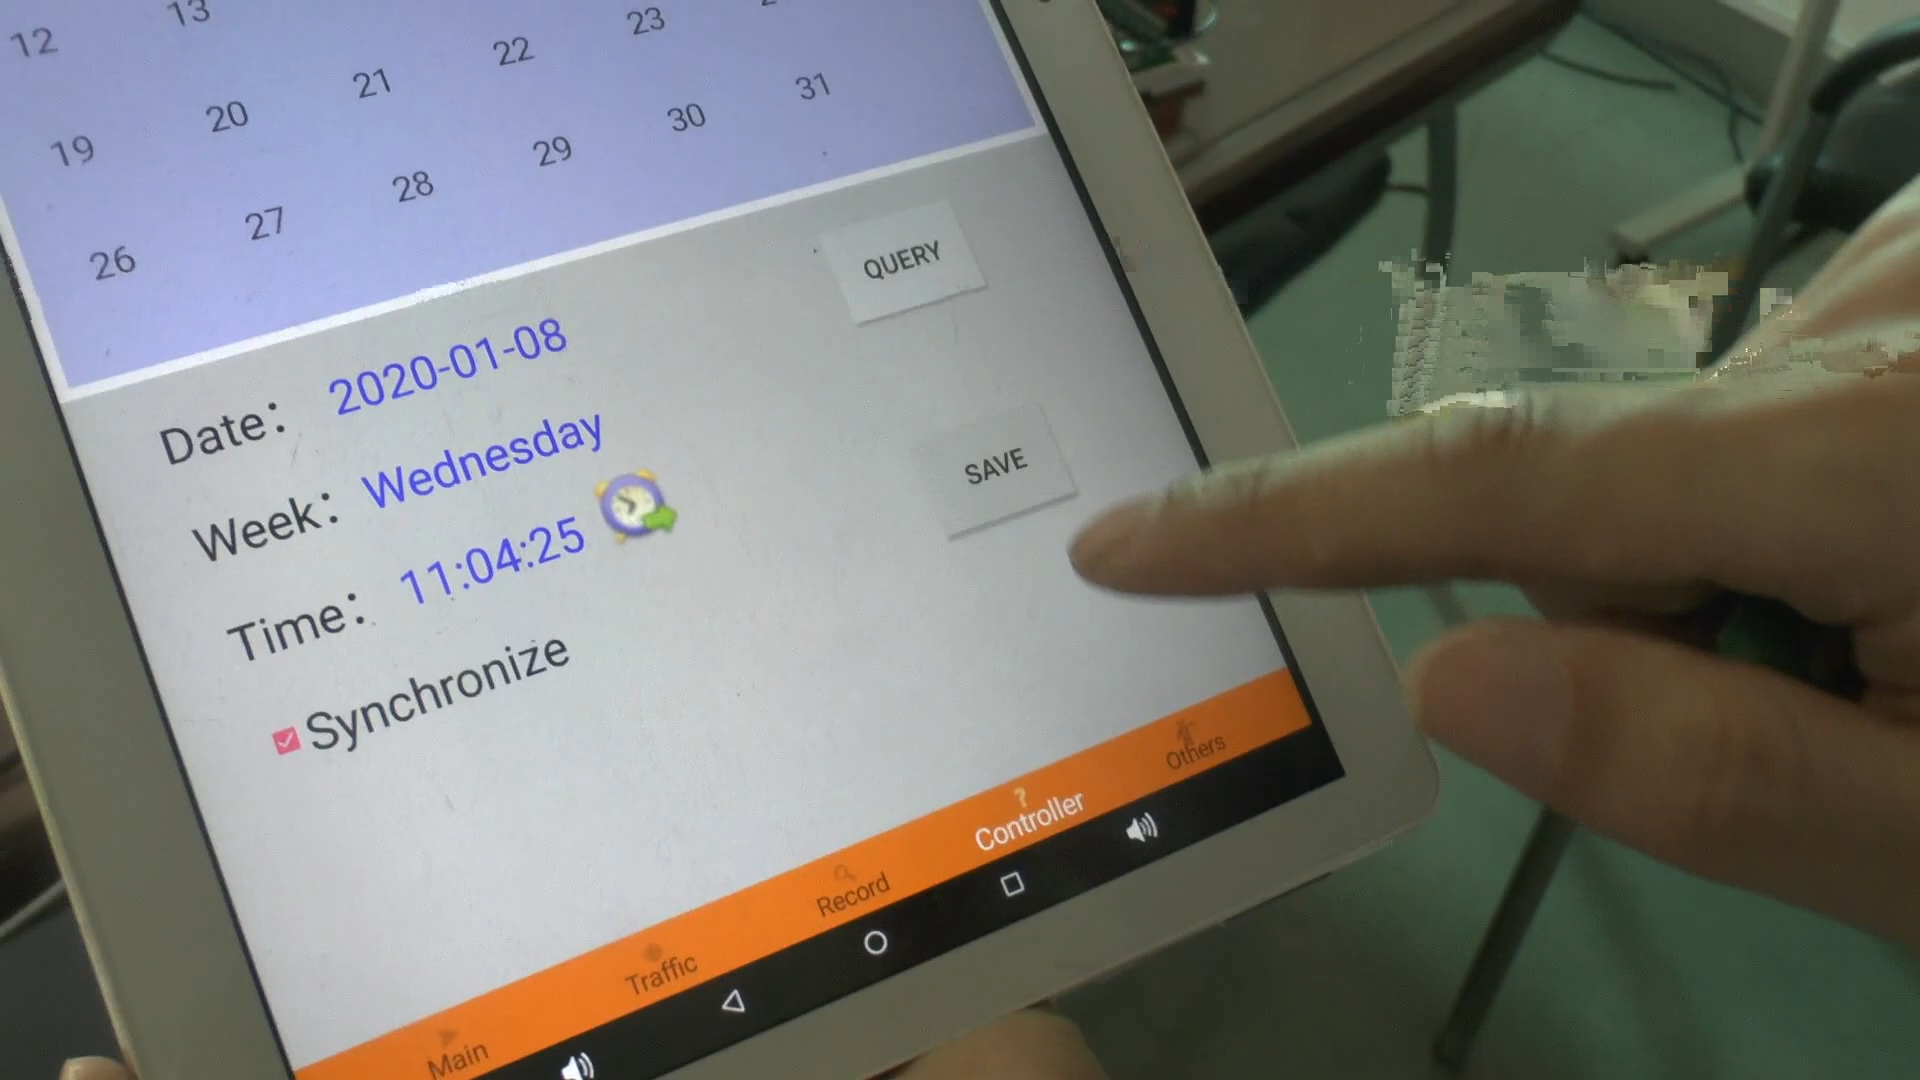 12 13 22 23
19 20 21 30 31
26 27 28 29
QUERY
Date: 2020-01-08
Week: Wednesday
SAVE
Time: 11:04:25
Synchronize
Main Traffic Record Controller Others